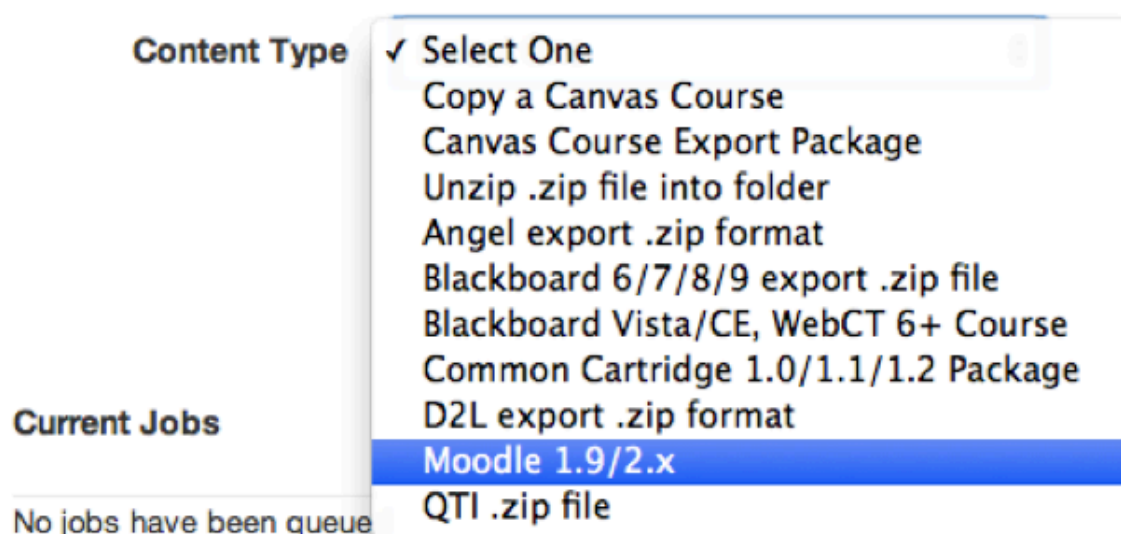 Content Type ✓ Select One
Copy a Canvas Course
Canvas Course Export Package
Unzip .zip file into folder
Angel export .zip format
Blackboard 6/7/8/9 export .zip file
Blackboard Vista/CE, WebCT 6+ Course
Common Cartridge 1.0/1.1/1.2 Package
Current Jobs
D2L export .zip format
Moodle 1.9/2.x
QTI .zip file
No jobs have been queue